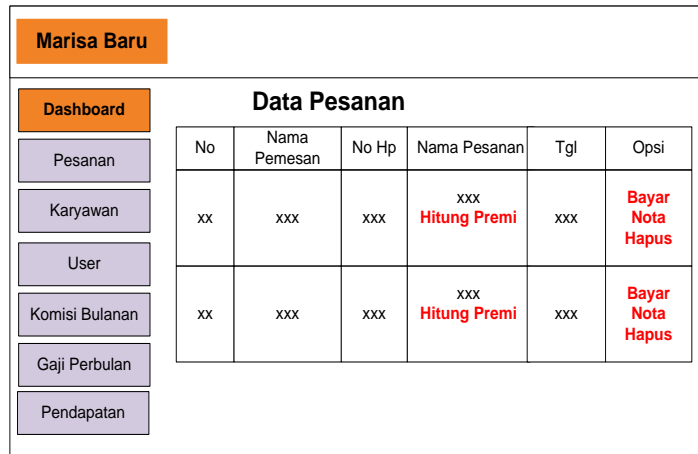 Marisa Baru
Dashboard
Pesanan
Karyawan
User
Komisi Bulanan
Gaji Perbulan
Pendapatan
Data Pesanan
No Nama Pemesan No Hp Nama Pesanan Tgl Opsi
xx xxx xxx xxx xxx Bayar
Hitung Premi Nota
Hapus
xx xxx xxx xxx xxx Bayar
Hitung Premi Nota
Hapus